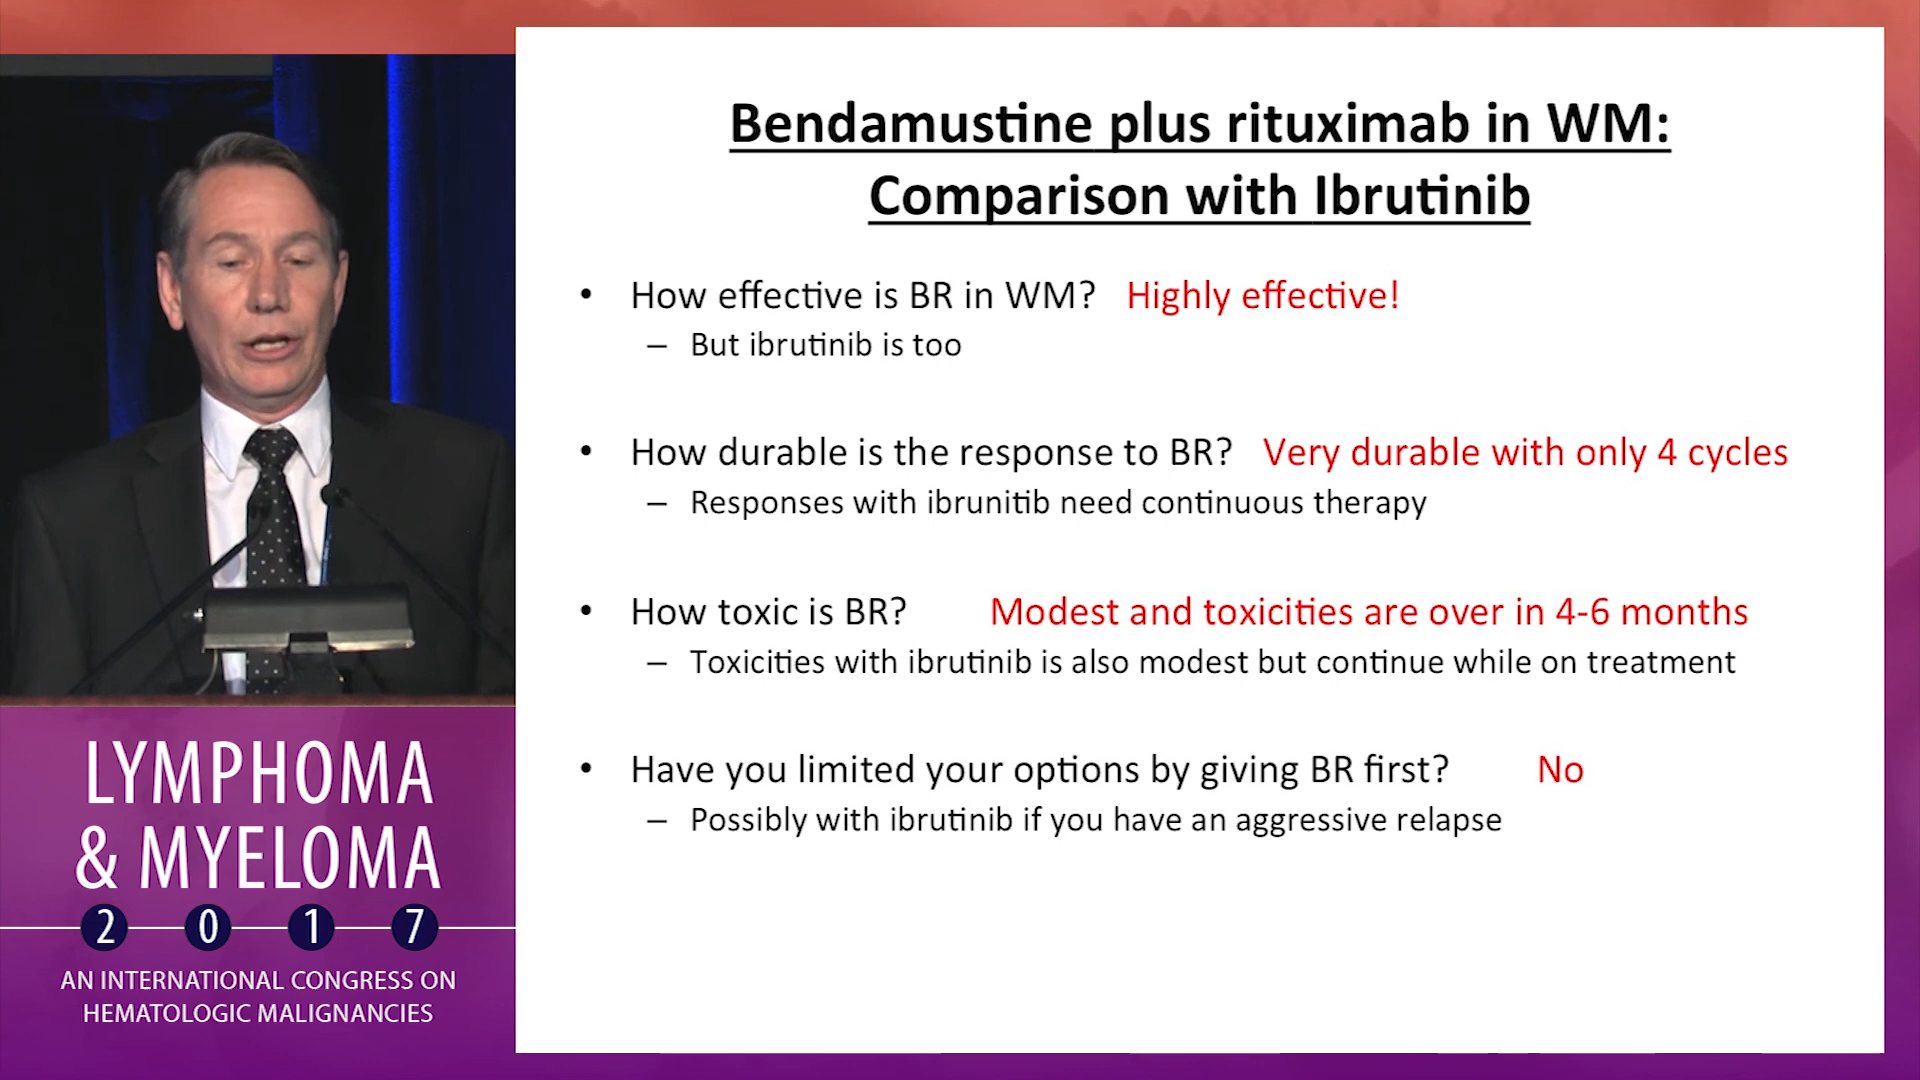 Bendamustine plus rituximab in WM:
Comparison with Ibrutinib
• How effective is BR in WM? Highly effective!
– But ibrutinib is too
• How durable is the response to BR? Very durable with only 4 cycles
– Responses with ibrunitib need continuous therapy
• How toxic is BR? Modest and toxicities are over in 4-6 months
– Toxicities with ibrutinib is also modest but continue while on treatment
• Have you limited your options by giving BR first? No
– Possibly with ibrutinib if you have an aggressive relapse
LYMPHOMA
& MYELOMA
2017
AN INTERNATIONAL CONGRESS ON
HEMATOLOGIC MALIGNANCIES